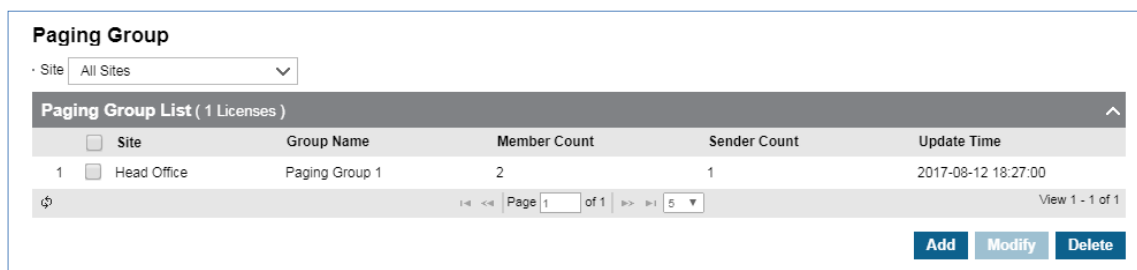 Paging Group
· Site All Sites
Paging Group List ( 1 Licenses )
Site Group Name Member Count Sender Count Update Time
1 Head Office Paging Group 1 2 1 2017-08-12 18:27:00
Page 1 of 1 5 View 1 - 1 of 1
Add Modify Delete